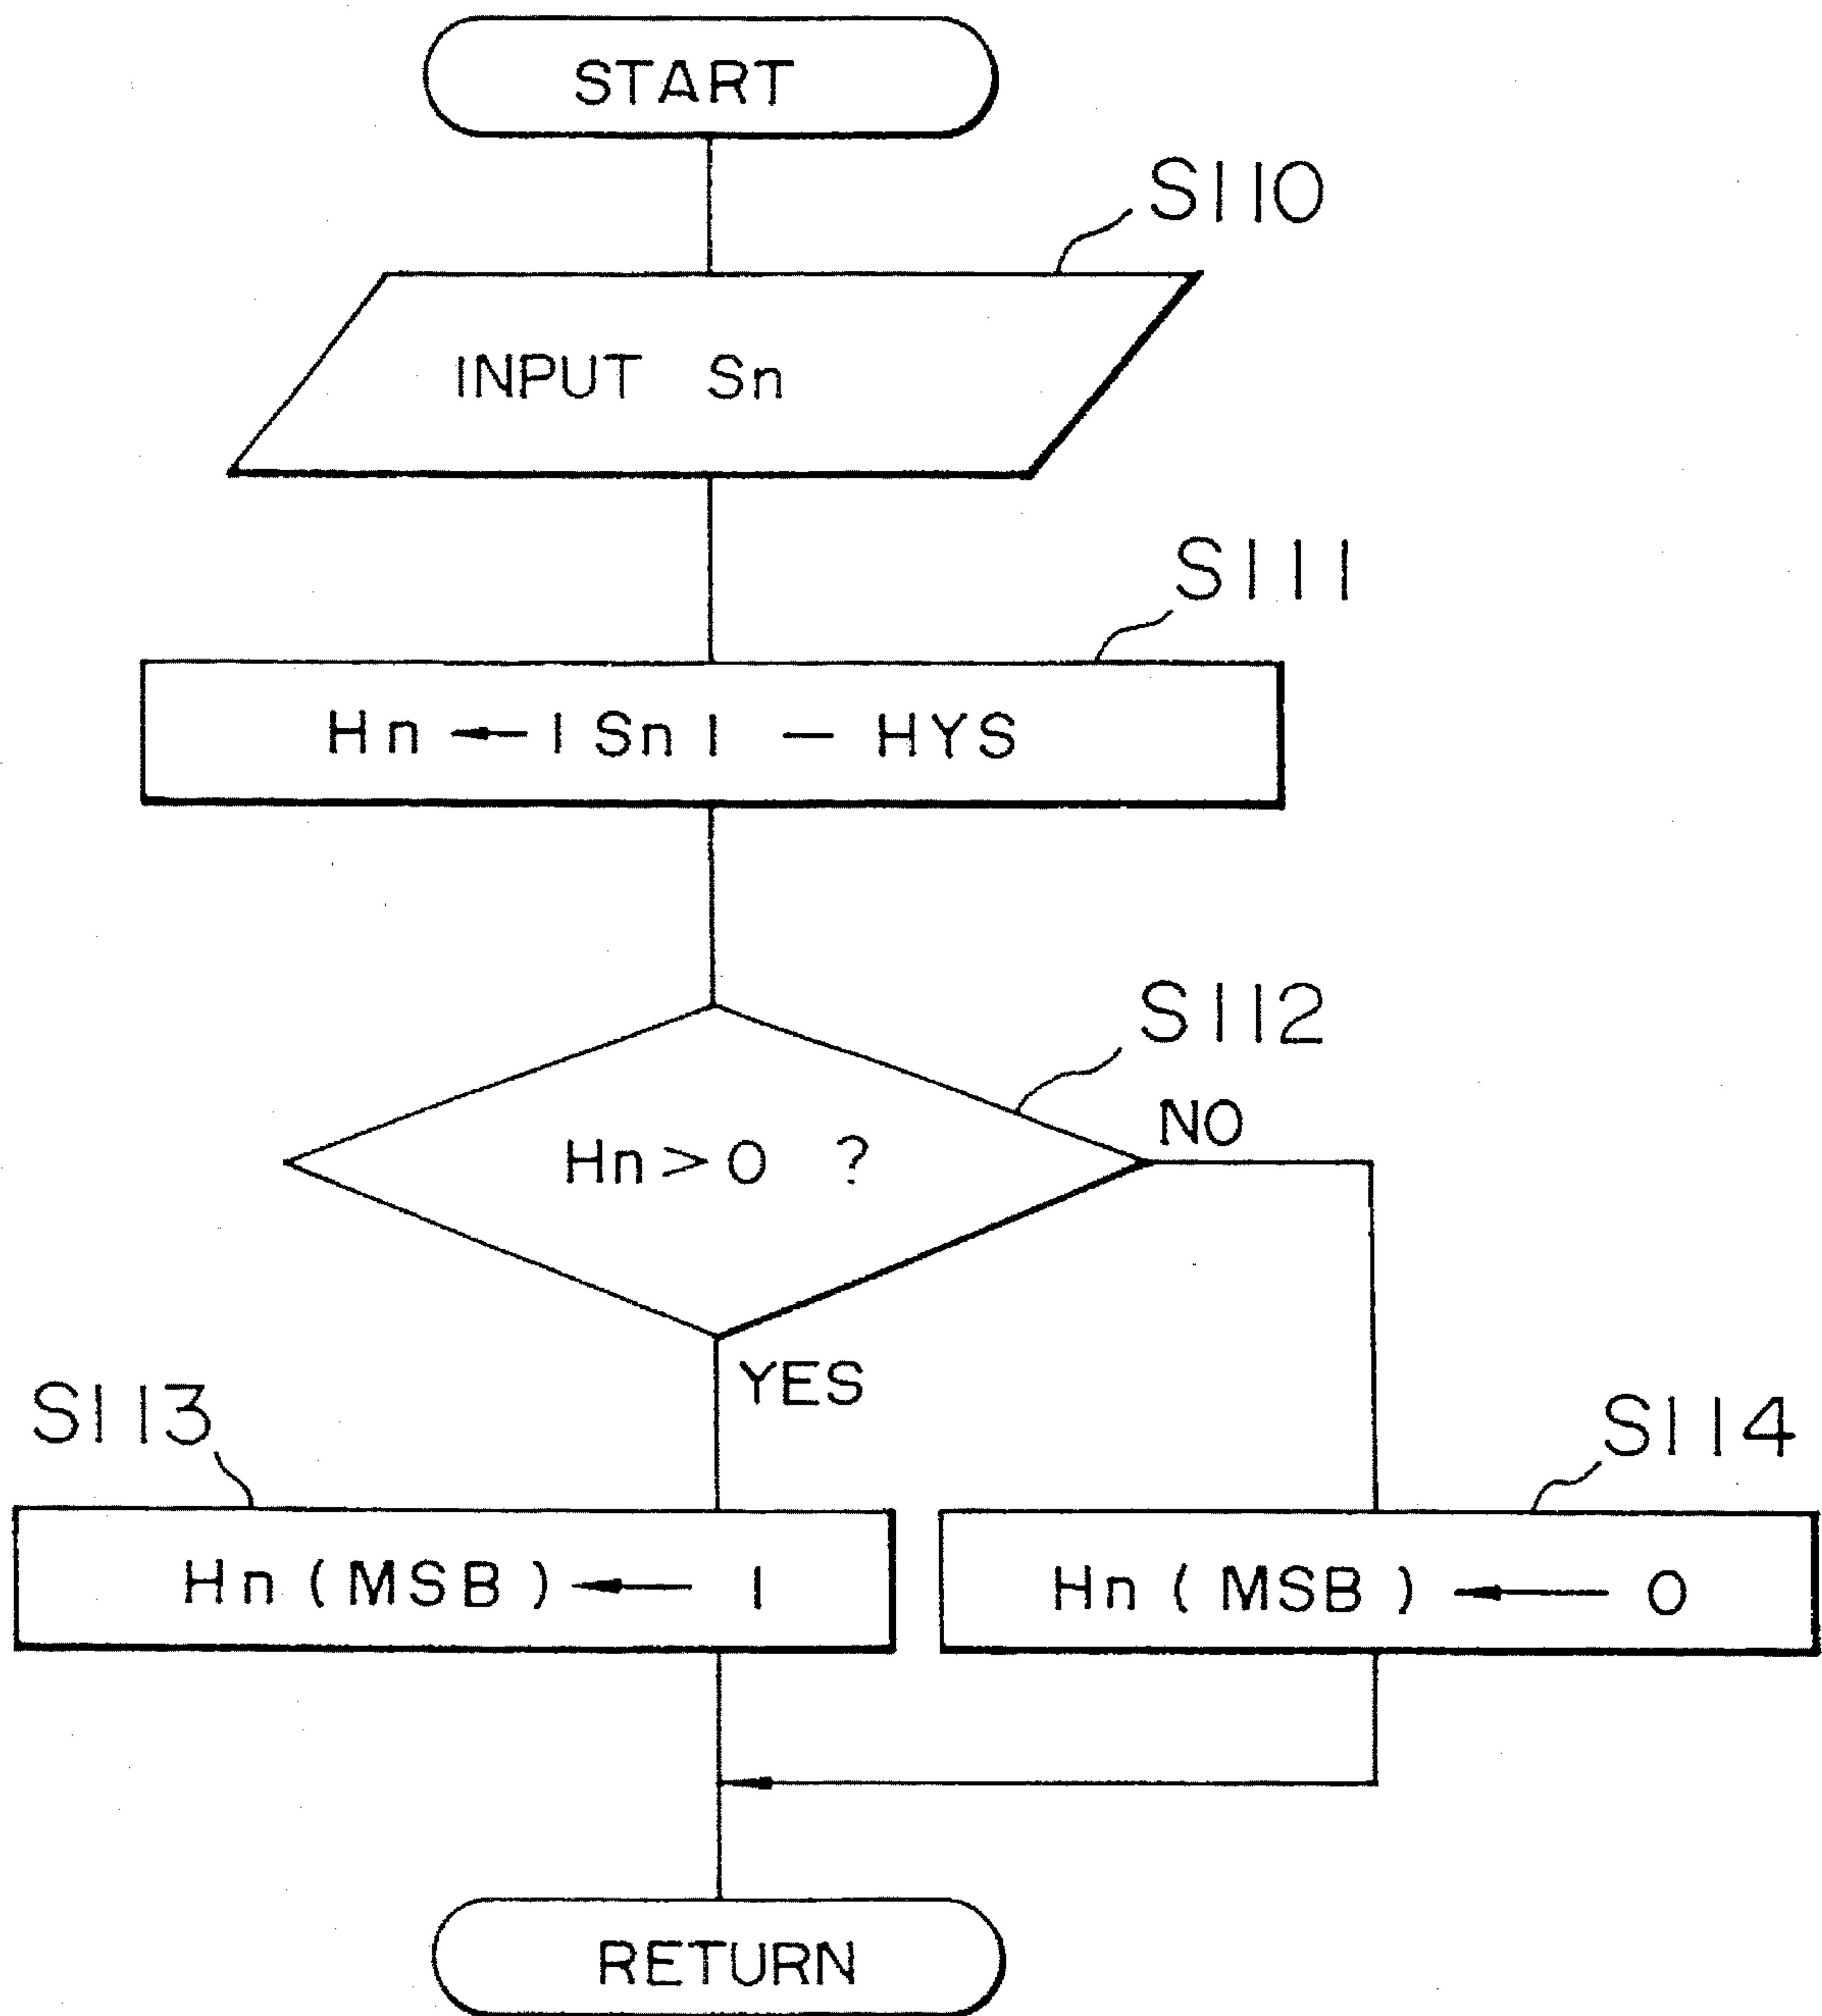 START
S110
INPUT Sn
S111
Hn ← | Sn | − HYS
S112
NO
Hn > 0 ?
YES
S113
S114
Hn (MSB) ← 1
Hn (MSB) ← 0
RETURN